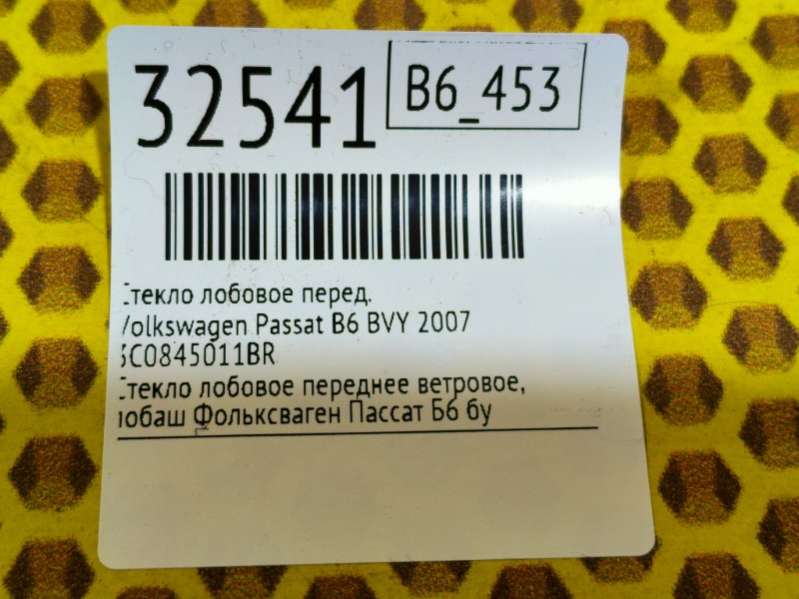 32541
B6_453
Стекло лобовое перед.
Volkswagen Passat B6 BVY 2007
3C0845011BR
Стекло лобовое переднее ветровое,
лобаш Фольксваген Пассат Б6 бу